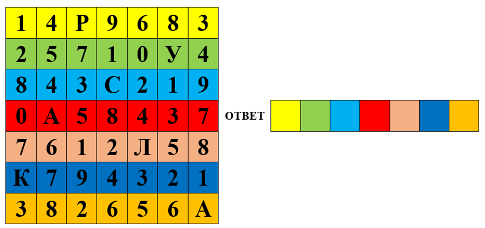 1 4 Р 9 6 8 3
2 5 7 1 0 У 4
8 4 3 С 2 1 9
0 А 5 8 4 3 7
ОТВЕТ
7 6 1 2 Л 5 8
К 7 9 4 3 2 1
3 8 2 6 5 6 А